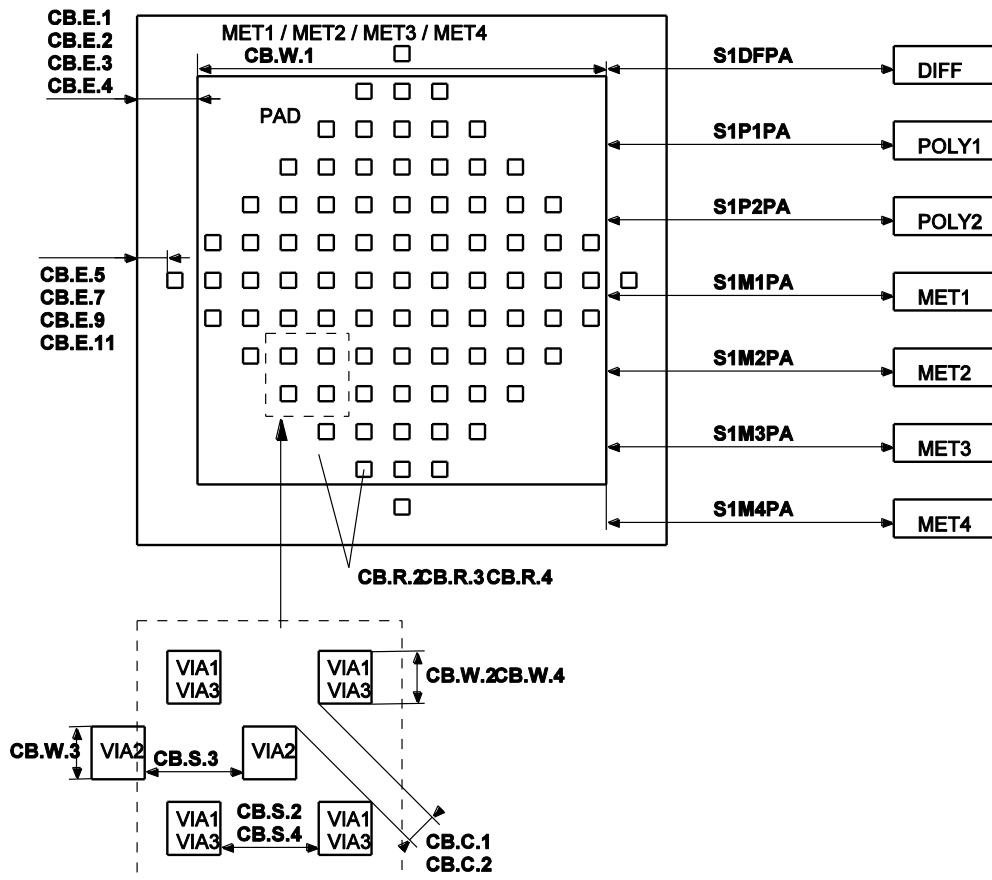 CB.E.1
CB.E.2
CB.E.3
CB.E.4
MET1 / MET2 / MET3 / MET4
CB.W.1
PAD
S1DFPA
DIFF
S1P1PA
POLY1
S1P2PA
POLY2
CB.E.5
CB.E.7
CB.E.9
CB.E.11
S1M1PA
MET1
S1M2PA
MET2
S1M3PA
MET3
S1M4PA
MET4
CB.R.2CB.R.3CB.R.4
VIA1
VIA3
VIA1
VIA3
CB.W.2CB.W.4
CB.W.3
VIA2
CB.S.3
VIA2
VIA1
VIA3
CB.S.2
CB.S.4
VIA1
VIA3
CB.C.1
CB.C.2